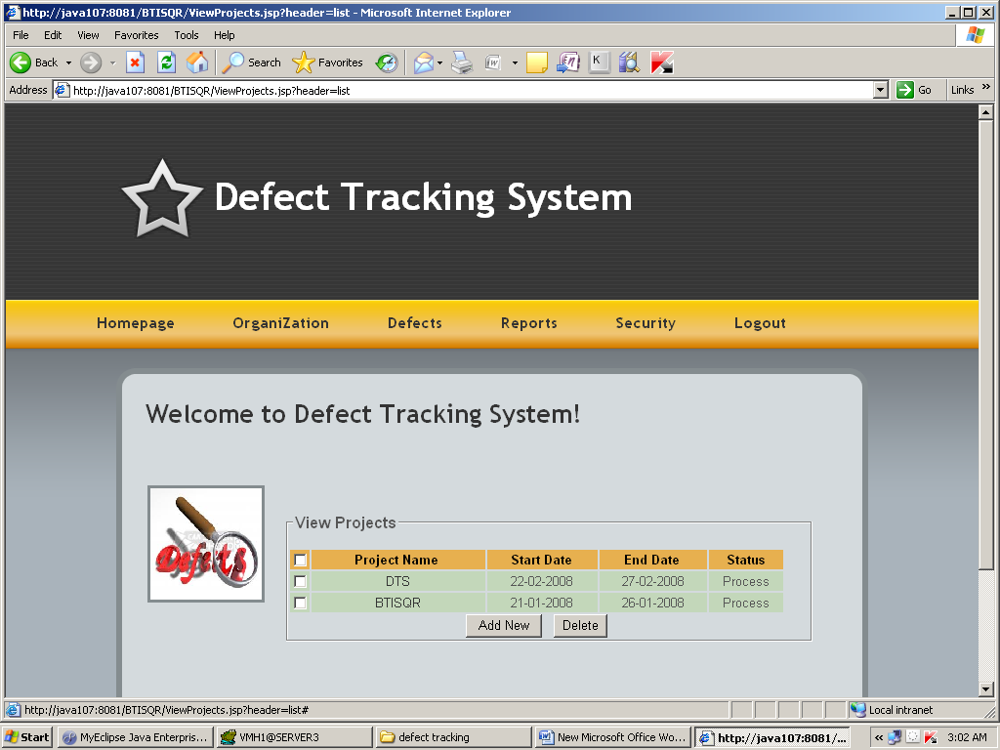 http://java107:8081/BTISQR/ViewProjects.jsp?header=list - Microsoft Internet Explorer
File Edit View Favorites Tools Help
Back Search Favorites W K
Address http://java107:8081/BTISQR/ViewProjects.jsp?header=list Go Links »
Defect Tracking System
Homepage OrganiZation Defects Reports Security Logout
Welcome to Defect Tracking System!
Defects
View Projects
Project Name Start Date End Date Status
DTS 22-02-2008 27-02-2008 Process
BTISQR 21-01-2008 26-01-2008 Process
Add New Delete
http://java107:8081/BTISQR/ViewProjects.jsp?header=list# Local intranet
Start MyEclipse Java Enterpris... VMH1@SERVER3 defect tracking New Microsoft Office Wo... http://java107:8081/... « 3:02 AM